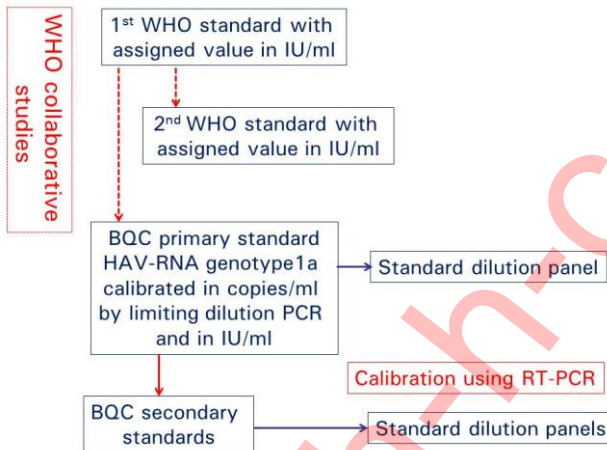 WHO collaborative
studies
1st WHO standard with
assigned value in IU/ml
2nd WHO standard with
assigned value in IU/ml
BQC primary standard
HAV-RNA genotype1a
calibrated in copies/ml
by limiting dilution PCR
and in IU/ml
Standard dilution panel
Calibration using RT-PCR
BQC secondary
standards
Standard dilution panels